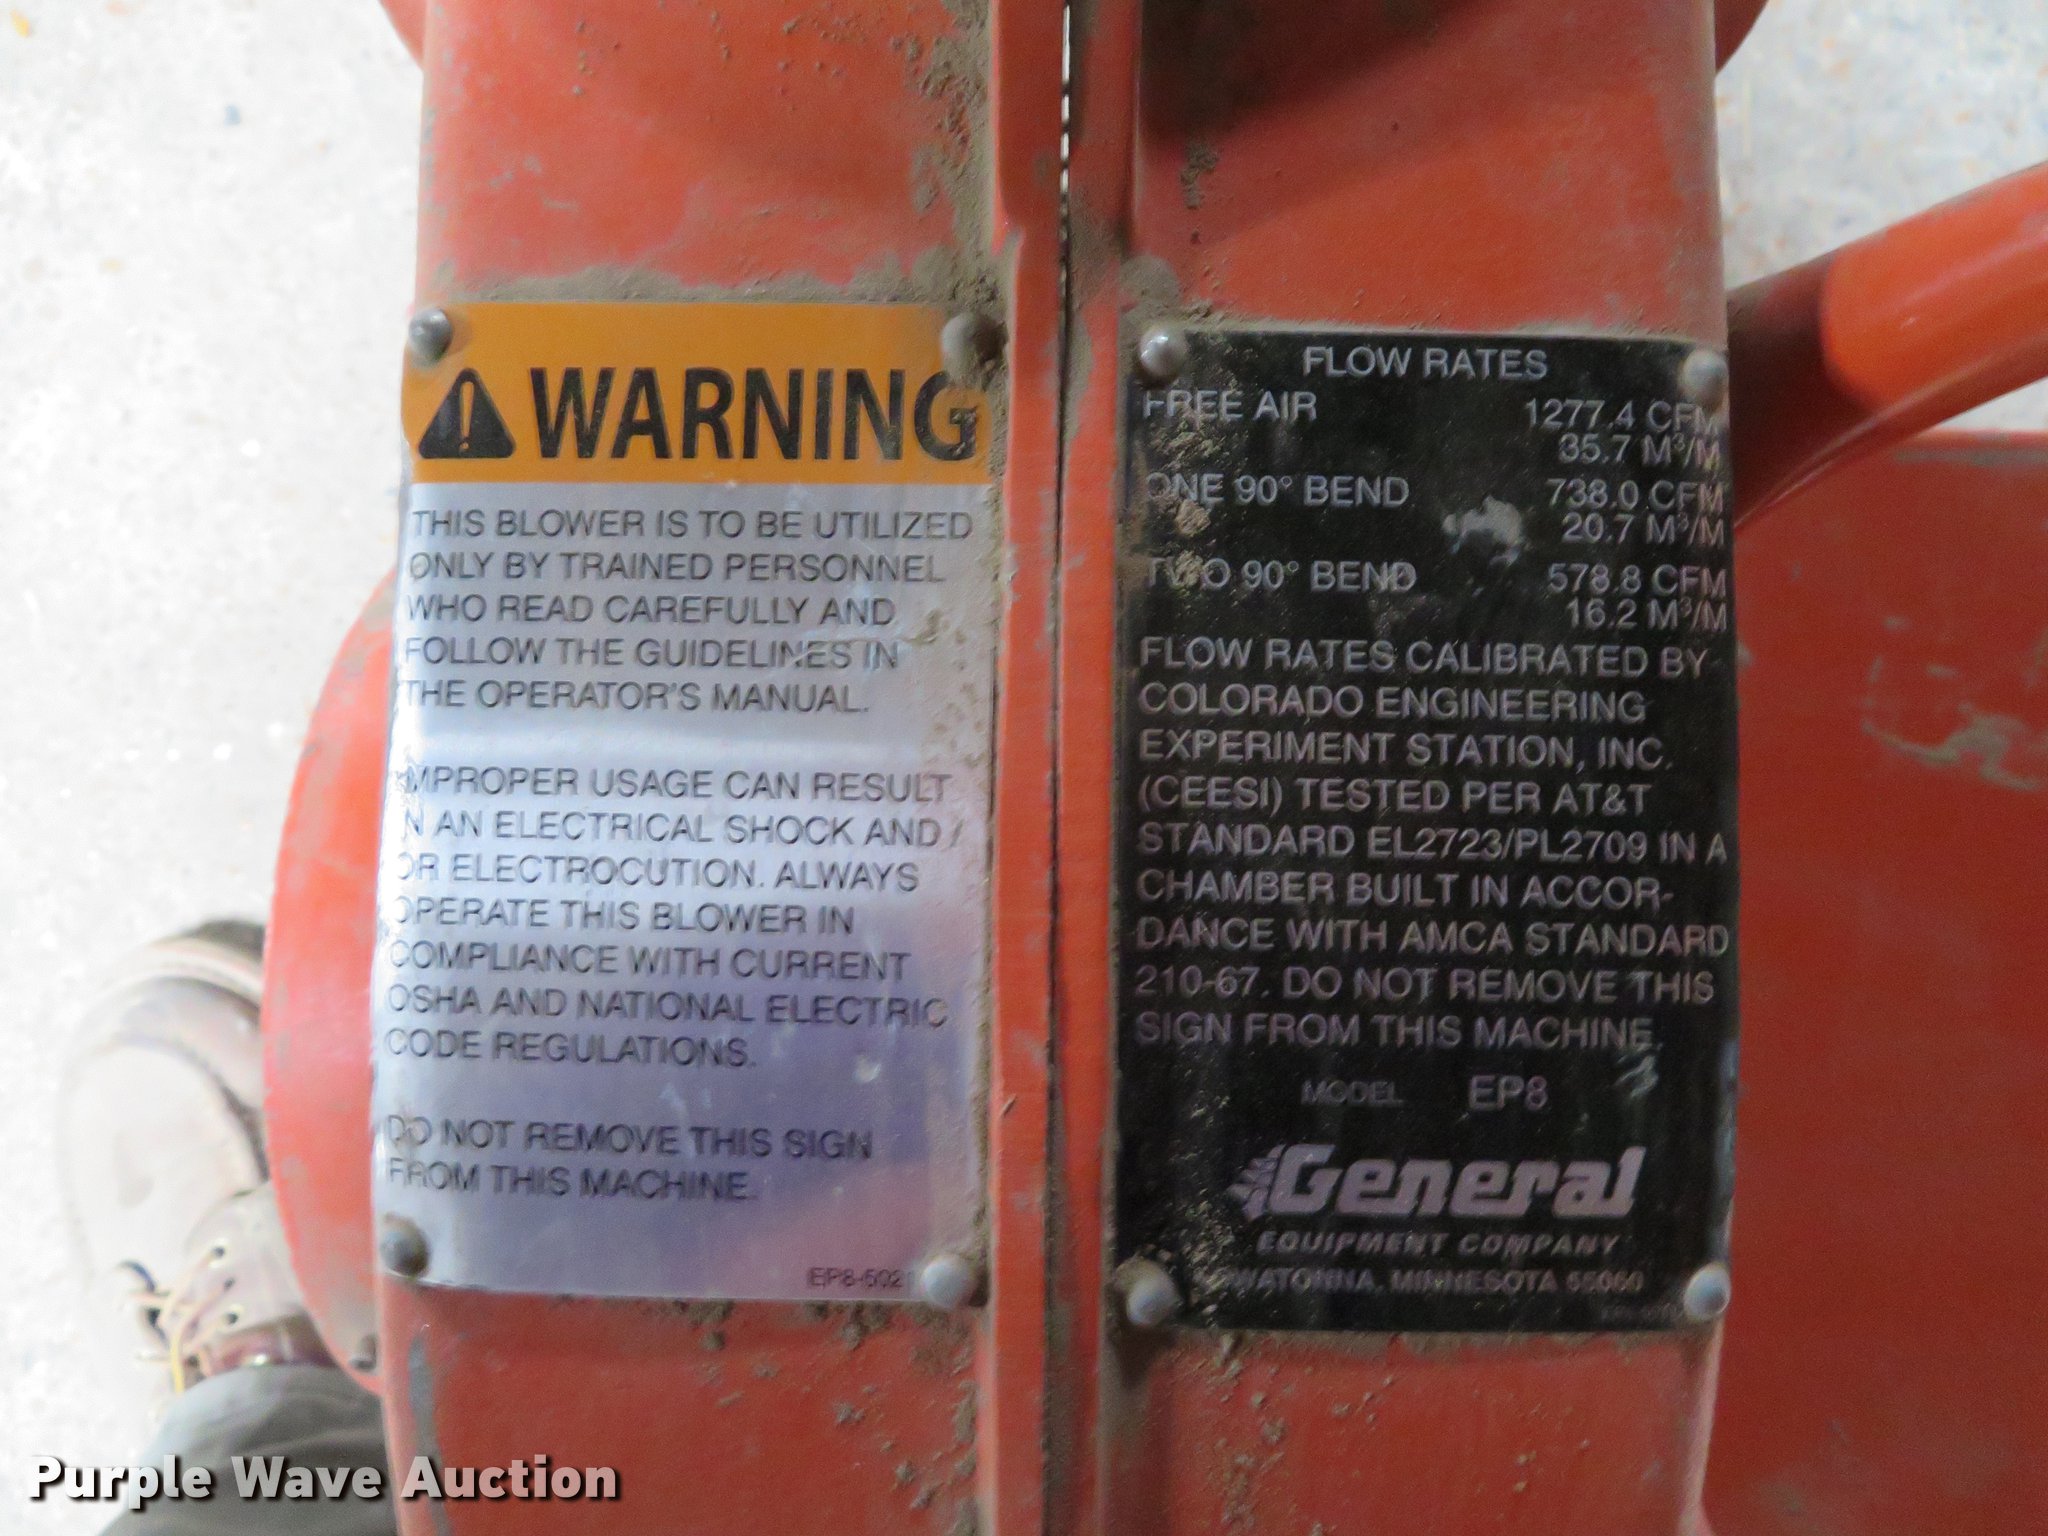 WARNING
THIS BLOWER IS TO BE UTILIZED
ONLY BY TRAINED PERSONNEL
WHO READ CAREFULLY AND
FOLLOW THE GUIDELINES IN
THE OPERATOR'S MANUAL.
IMPROPER USAGE CAN RESULT
IN AN ELECTRICAL SHOCK AND /
OR ELECTROCUTION. ALWAYS
OPERATE THIS BLOWER IN
COMPLIANCE WITH CURRENT
OSHA AND NATIONAL ELECTRIC
CODE REGULATIONS.
DO NOT REMOVE THIS SIGN
FROM THIS MACHINE.
FLOW RATES
FREE AIR 1277.4 CFM
35.7 M³/M
ONE 90° BEND 738.0 CFM
20.7 M³/M
TWO 90° BEND 578.8 CFM
16.2 M³/M
FLOW RATES CALIBRATED BY
COLORADO ENGINEERING
EXPERIMENT STATION, INC.
(CEESI) TESTED PER AT&T
STANDARD EL2723/PL2709 IN A
CHAMBER BUILT IN ACCOR-
DANCE WITH AMCA STANDARD
210-67. DO NOT REMOVE THIS
SIGN FROM THIS MACHINE.
MODEL EP8
General
EQUIPMENT COMPANY
OWATONNA, MINNESOTA 55060
Purple Wave Auction